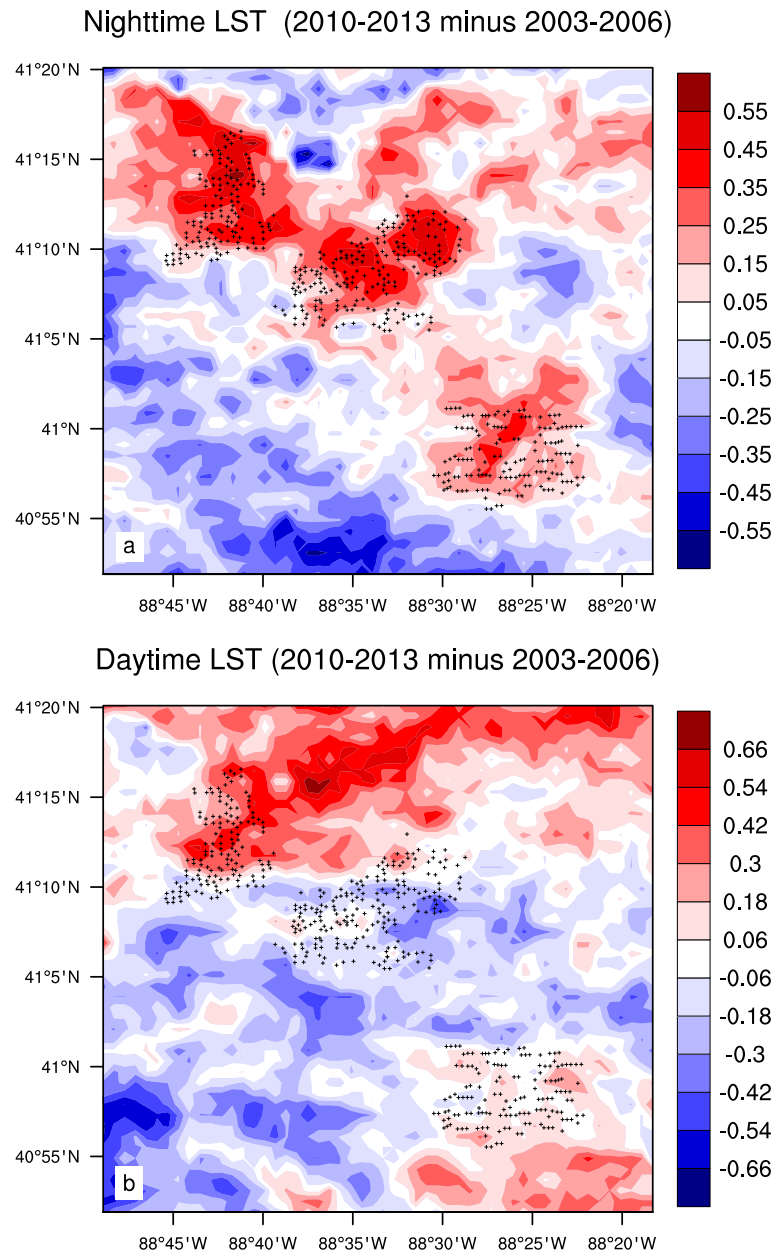 Nighttime LST (2010-2013 minus 2003-2006)
41°20'N
41°15'N
41°10'N
41°5'N
41°0'N
40°55'N
a
88°45'W 88°40'W 88°35'W 88°30'W 88°25'W 88°20'W
0.55
0.45
0.35
0.25
0.15
0.05
-0.05
-0.15
-0.25
-0.35
-0.45
-0.55
Daytime LST (2010-2013 minus 2003-2006)
41°20'N
41°15'N
41°10'N
41°5'N
41°N
40°55'N
b
88°45'W 88°40'W 88°35'W 88°30'W 88°25'W 88°20'W
0.66
0.54
0.42
0.3
0.18
0.06
-0.06
-0.18
-0.3
-0.42
-0.54
-0.66